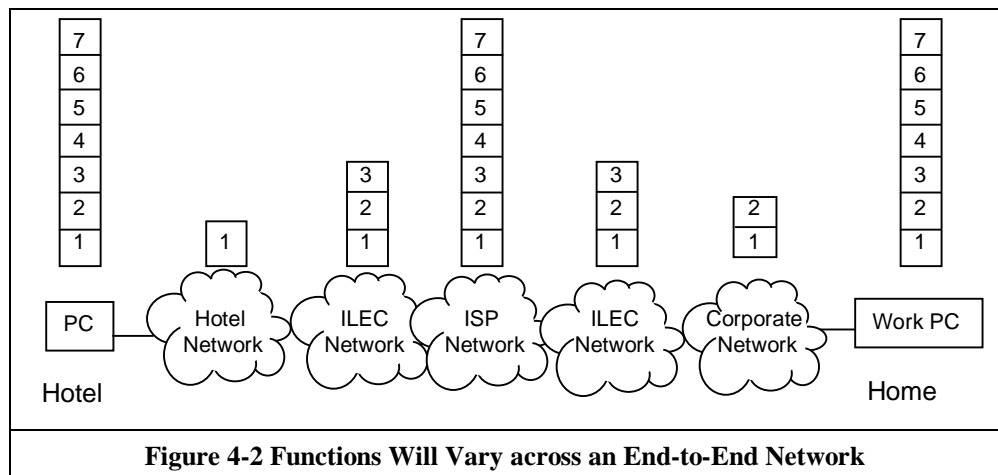 7 7 7
6 6 6
5 5 5
4 4 4
3 3 3 3 3
2 2 2 2 2 2
1 1 1 1 1 1 1
PC
Hotel
Network
ILEC
Network
ISP
Network
ILEC
Network
Corporate
Network
Work PC
Hotel
Home
Figure 4-2 Functions Will Vary across an End-to-End Network